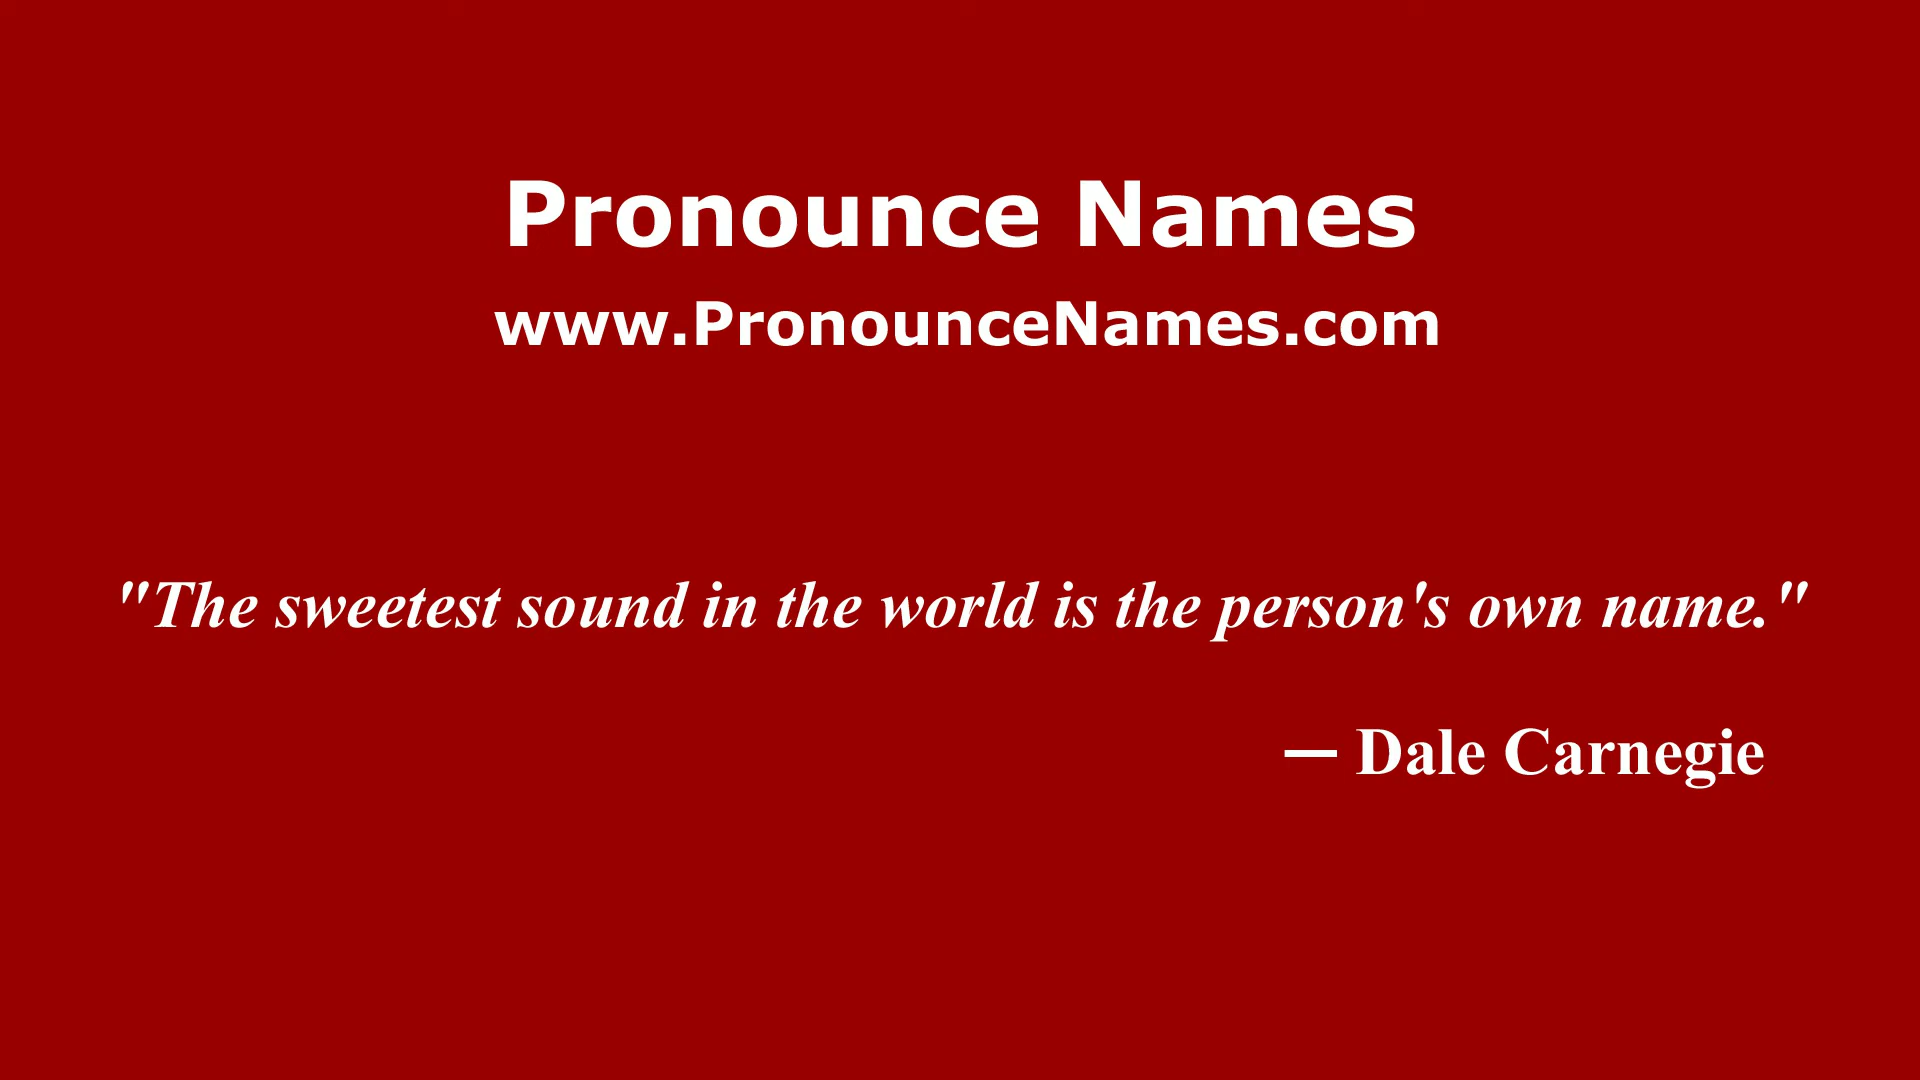 Pronounce Names
www.PronounceNames.com
"The sweetest sound in the world is the person's own name."
— Dale Carnegie